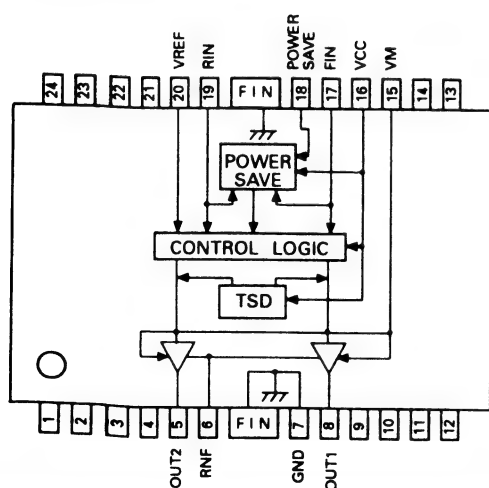 VREF
RIN
POWER
SAVE
FIN
VCC
VM
24 23 22 21 20 19 FIN 18 17 16 15 14 13
POWER
SAVE
CONTROL LOGIC
TSD
1 2 3 4 5 6 FIN 7 8 9 10 11 12
OUT2
RNF
GND
OUT1